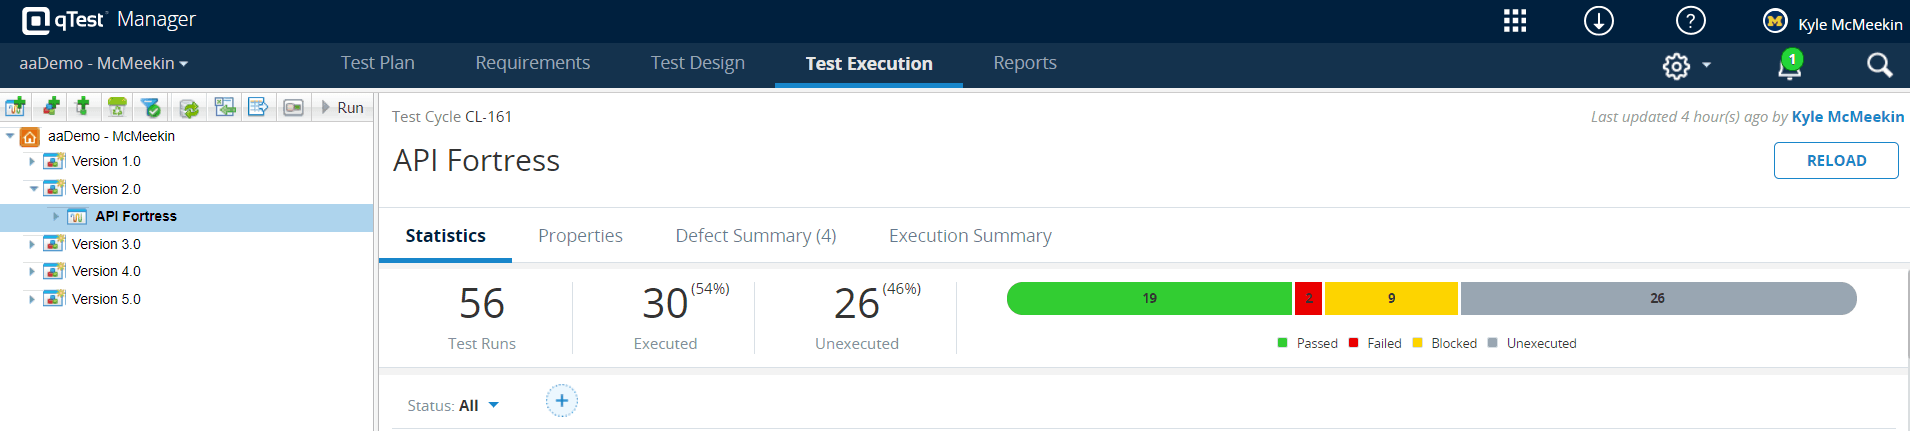 qTest Manager
Kyle McMeekin
aaDemo - McMeekin
Test Plan
Requirements
Test Design
Test Execution
Reports
1
Run
aaDemo - McMeekin
Version 1.0
Version 2.0
API Fortress
Version 3.0
Version 4.0
Version 5.0
Test Cycle CL-161
Last updated 4 hour(s) ago by Kyle McMeekin
API Fortress
RELOAD
Statistics
Properties
Defect Summary (4)
Execution Summary
56
Test Runs
30 (54%)
Executed
26 (46%)
Unexecuted
19
2
9
26
Passed
Failed
Blocked
Unexecuted
Status: All